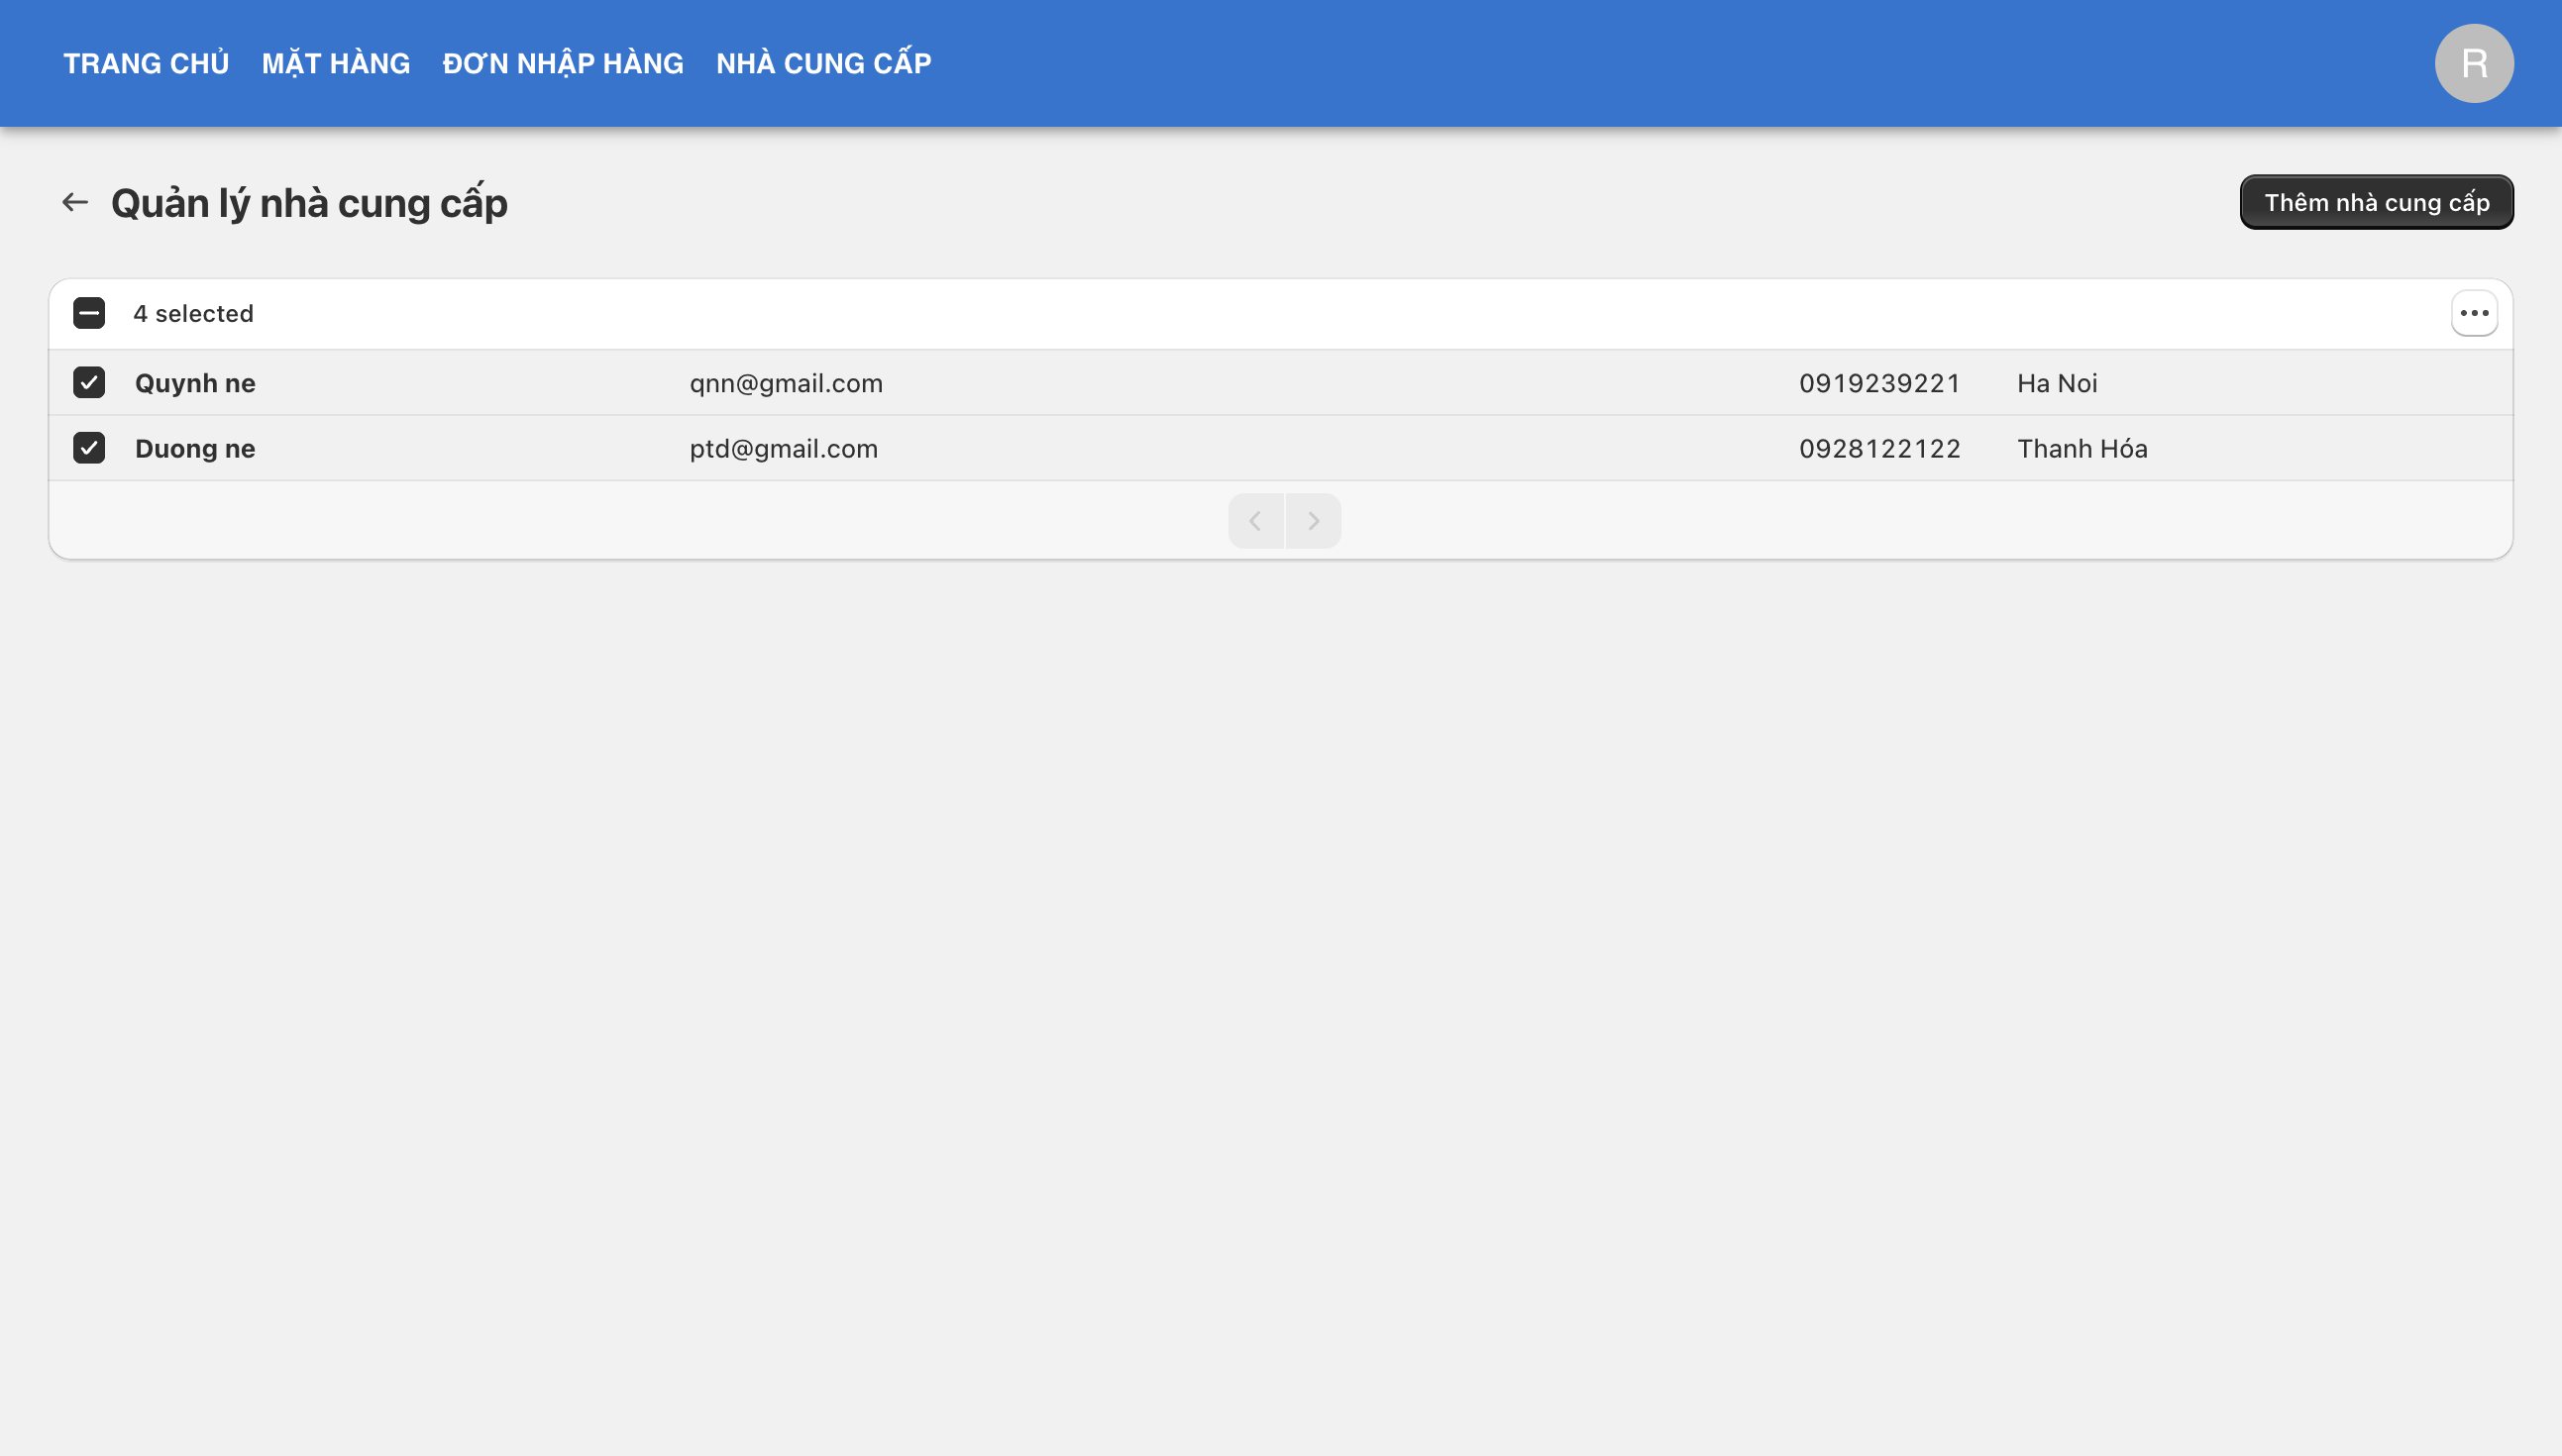 TRANG CHỦ MẶT HÀNG ĐƠN NHẬP HÀNG NHÀ CUNG CẤP R
Quản lý nhà cung cấp Thêm nhà cung cấp
4 selected
Quynh ne qnn@gmail.com 0919239221 Ha Noi
Duong ne ptd@gmail.com 0928122122 Thanh Hóa